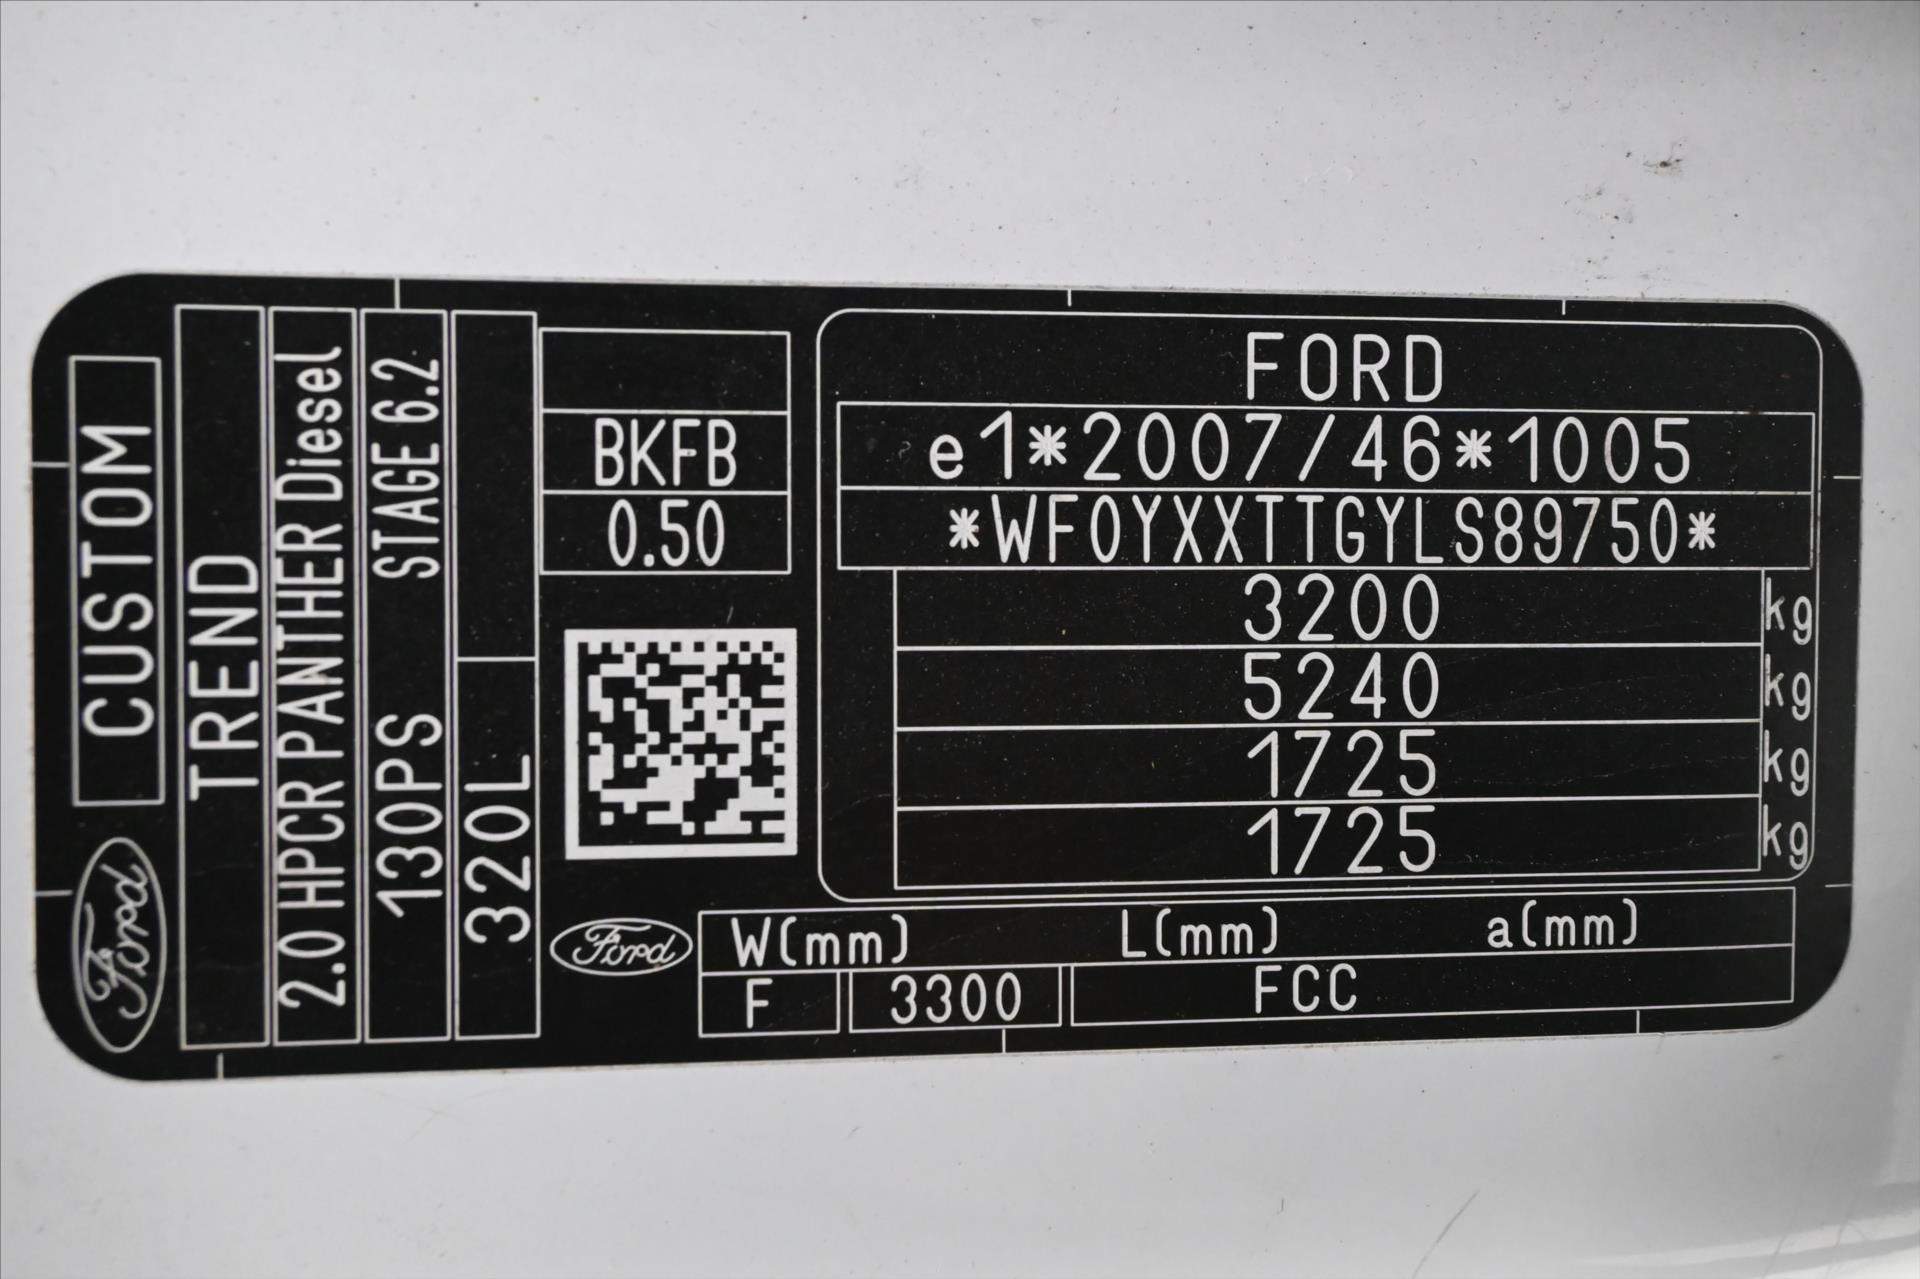 Ford
CUSTOM
TREND
2.0 HPCR PANTHER Diesel
130PS STAGE 6.2
320L
BKFB
0.50
FORD
e1*2007/46*1005
*WF0YXXTTGYLS89750*
3200 kg
5240 kg
1725 kg
1725 kg
Ford
W(mm) L(mm) a(mm)
F 3300 FCC